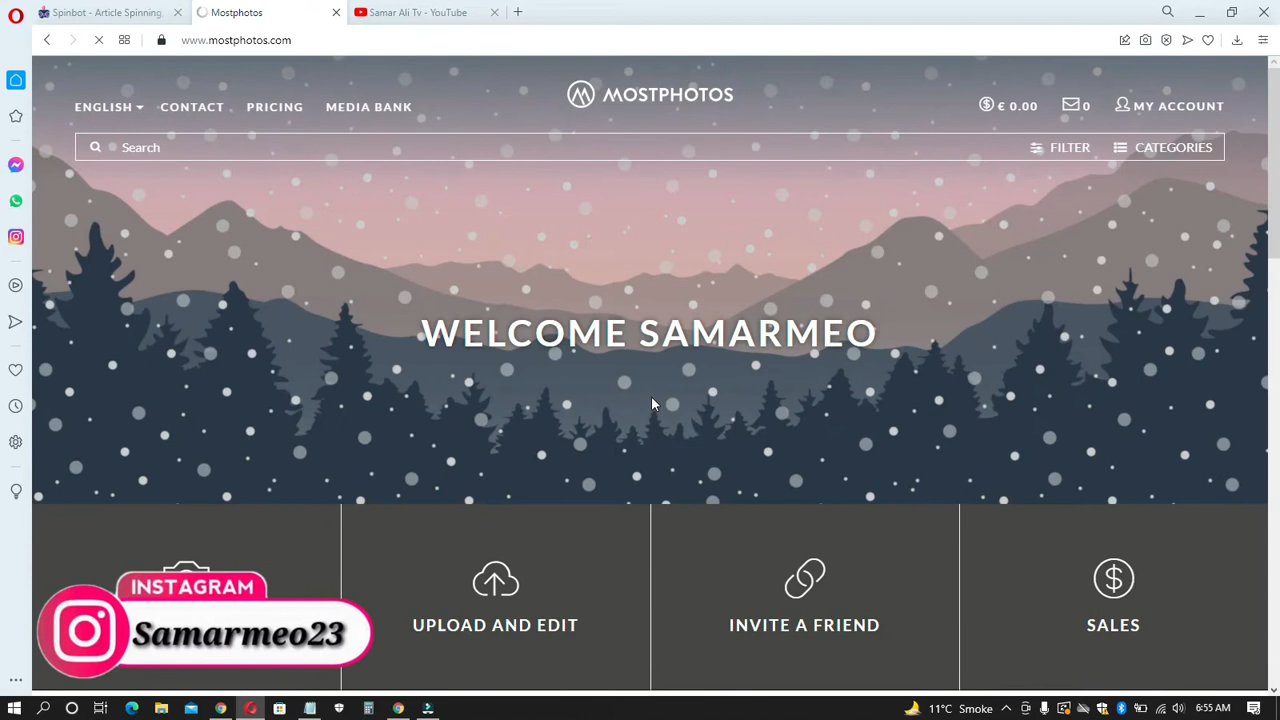 Spinbot - Article Spinning,
Mostphotos
Samar Ali Tv - YouTube
www.mostphotos.com
ENGLISH
CONTACT
PRICING
MEDIA BANK
MOSTPHOTOS
€ 0.00
0
MY ACCOUNT
Search
FILTER
CATEGORIES
WELCOME SAMARMEO
UPLOAD AND EDIT
INVITE A FRIEND
SALES
INSTAGRAM
Samarmeo23
11°C Smoke
6:55 AM